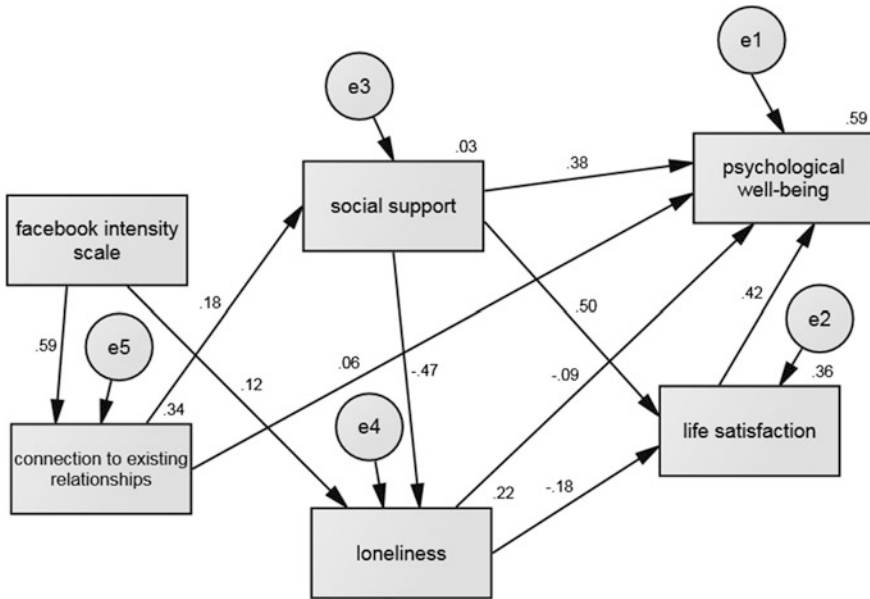 e1
.59
e3
.03
.38
psychological
well-being
social support
facebook intensity
scale
.18
.50
.42
e2
.59
e5
.06
-.47
-.09
.12
.36
.34
e4
connection to existing
relationships
life satisfaction
.22
-.18
loneliness